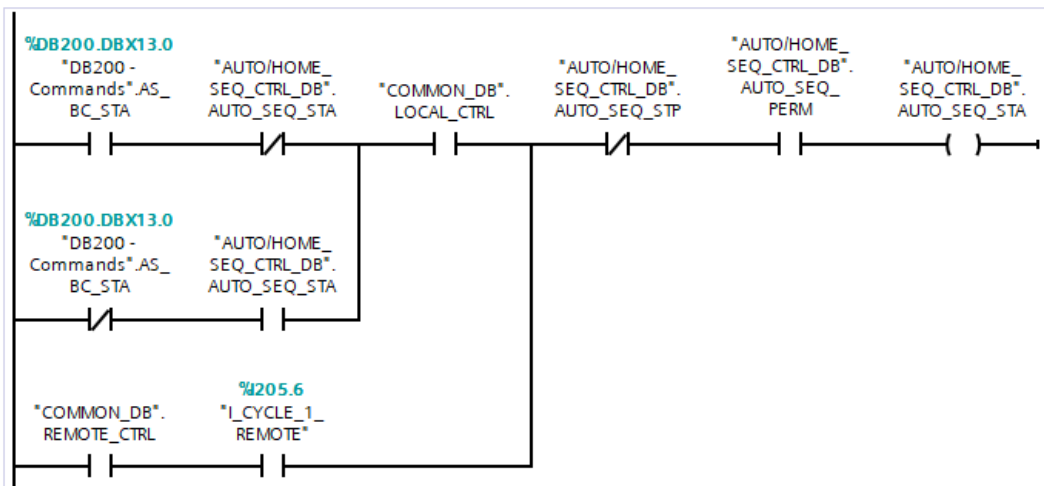 %DB200.DBX13.0
"DB200 -
Commands".AS_
BC_STA
"AUTO/HOME_
SEQ_CTRL_DB".
AUTO_SEQ_STA
"COMMON_DB".
LOCAL_CTRL
"AUTO/HOME_
SEQ_CTRL_DB".
AUTO_SEQ_STP
"AUTO/HOME_
SEQ_CTRL_DB".
AUTO_SEQ_
PERM
"AUTO/HOME_
SEQ_CTRL_DB".
AUTO_SEQ_STA
%DB200.DBX13.0
"DB200 -
Commands".AS_
BC_STA
"AUTO/HOME_
SEQ_CTRL_DB".
AUTO_SEQ_STA
"COMMON_DB".
REMOTE_CTRL
%I205.6
"I_CYCLE_1_
REMOTE"